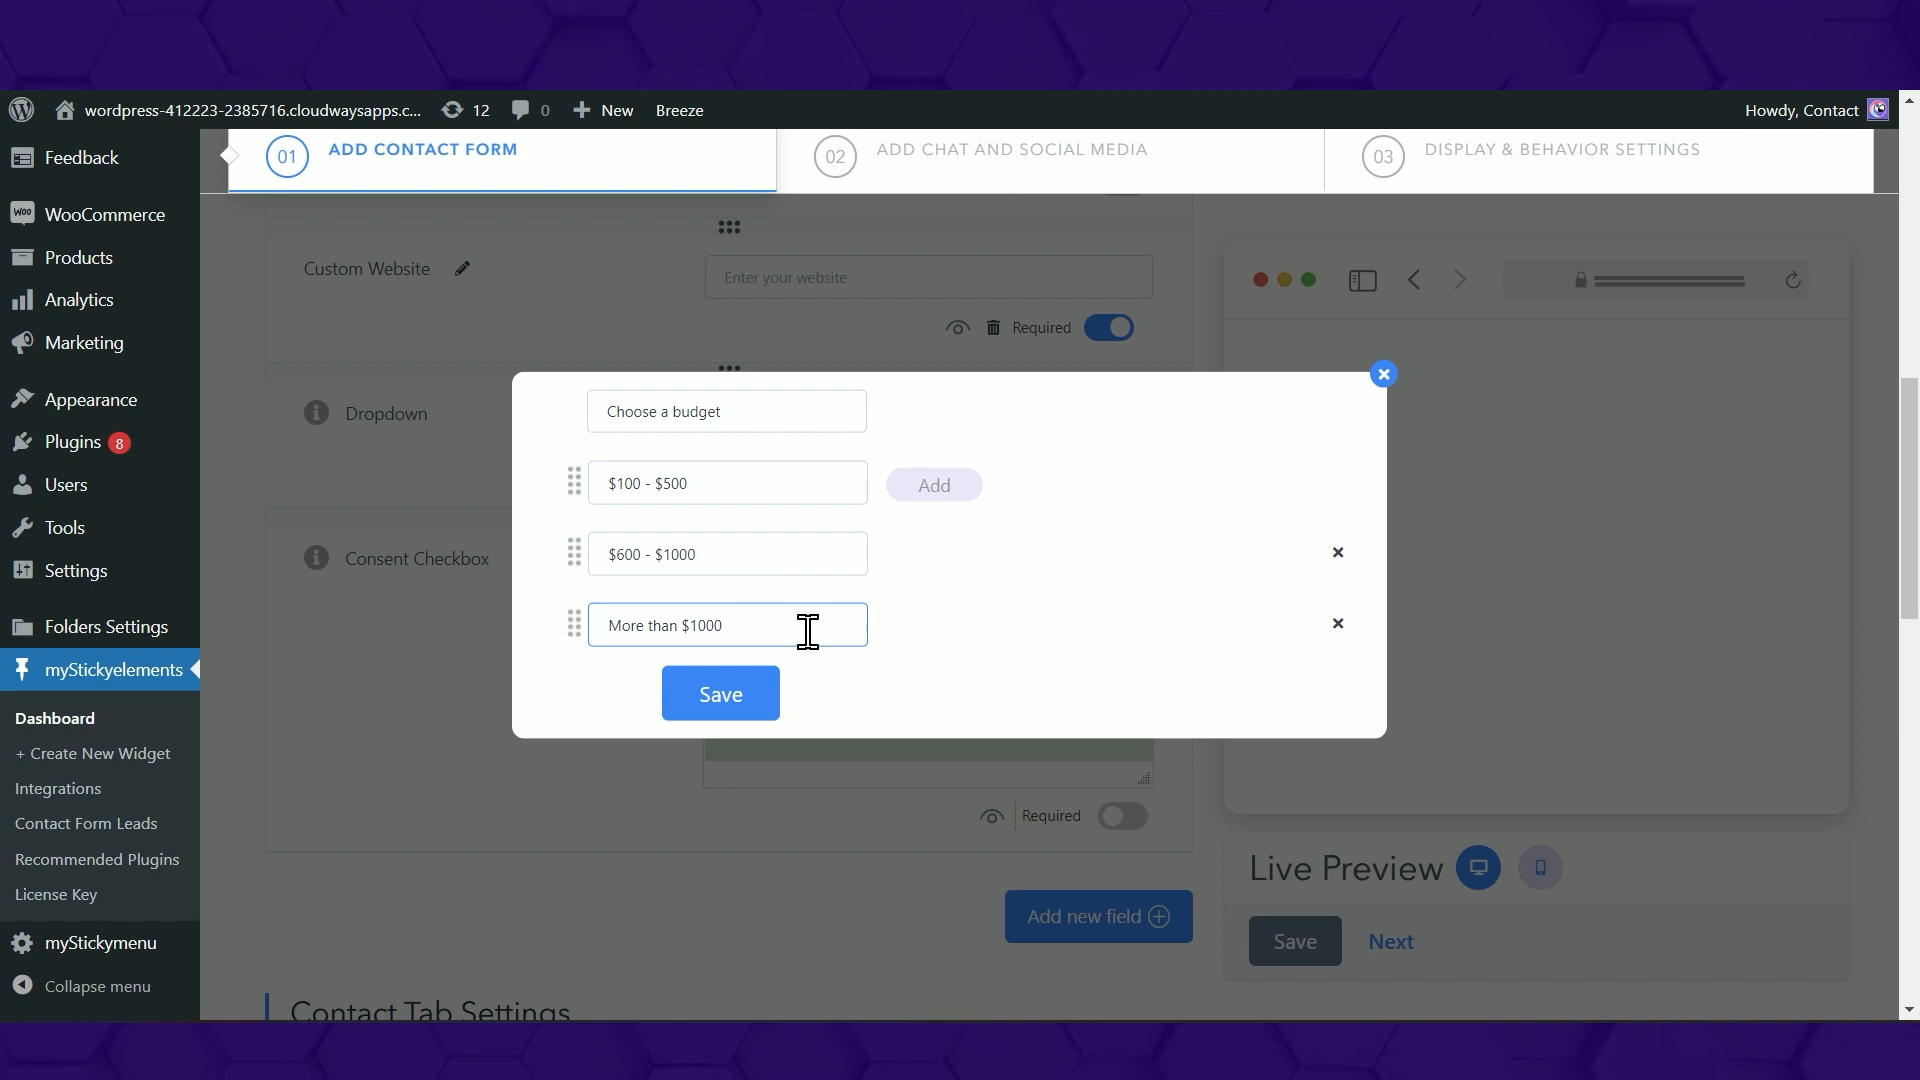 wordpress-412223-2385716.cloudwaysapps.c...
12
0
New
Breeze
Howdy, Contact
Feedback
WooCommerce
Products
Analytics
Marketing
Appearance
Plugins 8
Users
Tools
Settings
Folders Settings
myStickyelements
Dashboard
+ Create New Widget
Integrations
Contact Form Leads
Recommended Plugins
License Key
myStickymenu
Collapse menu
01 ADD CONTACT FORM
02 ADD CHAT AND SOCIAL MEDIA
03 DISPLAY & BEHAVIOR SETTINGS
Custom Website
Enter your website
Required
Dropdown
Consent Checkbox
Choose a budget
$100 - $500
Add
$600 - $1000
More than $1000
Save
Required
Add new field
Live Preview
Save
Next
Contact Tab Settings